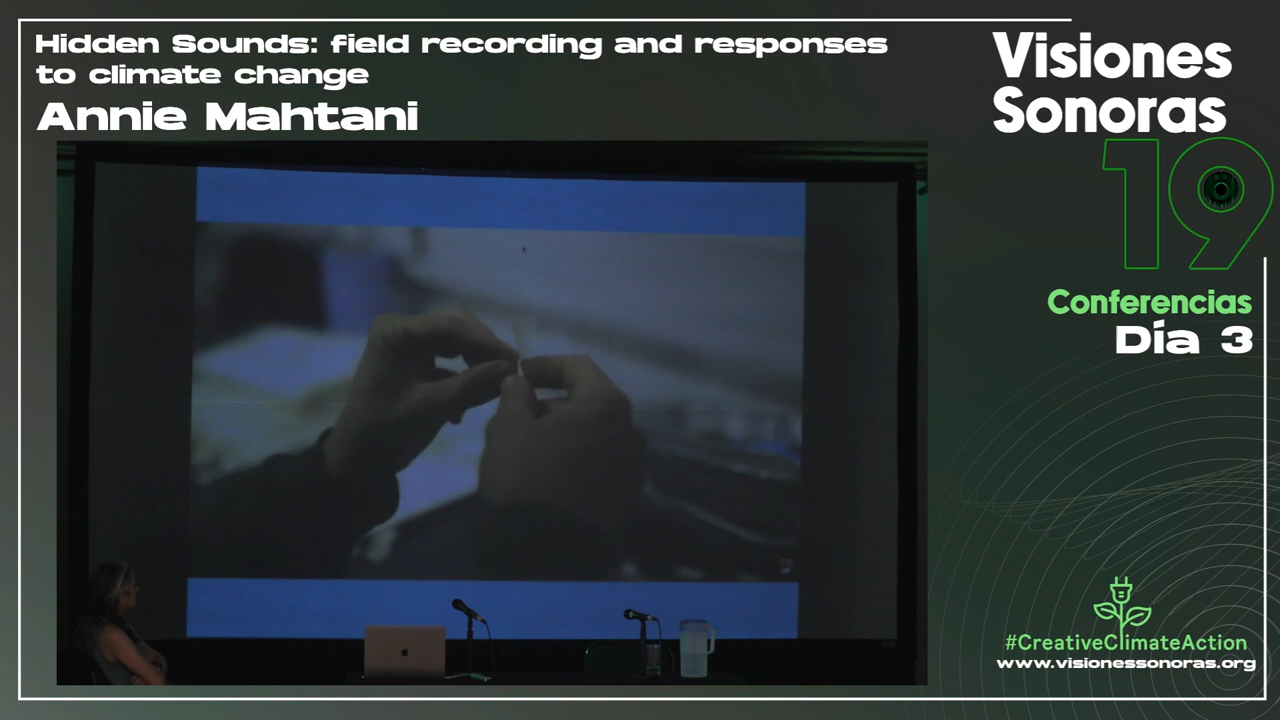 Hidden Sounds: field recording and responses
to climate change
Annie Mahtani
Visiones
Sonoras
19
Conferencias
Día 3
#CreativeClimateAction
www.visionessonoras.org